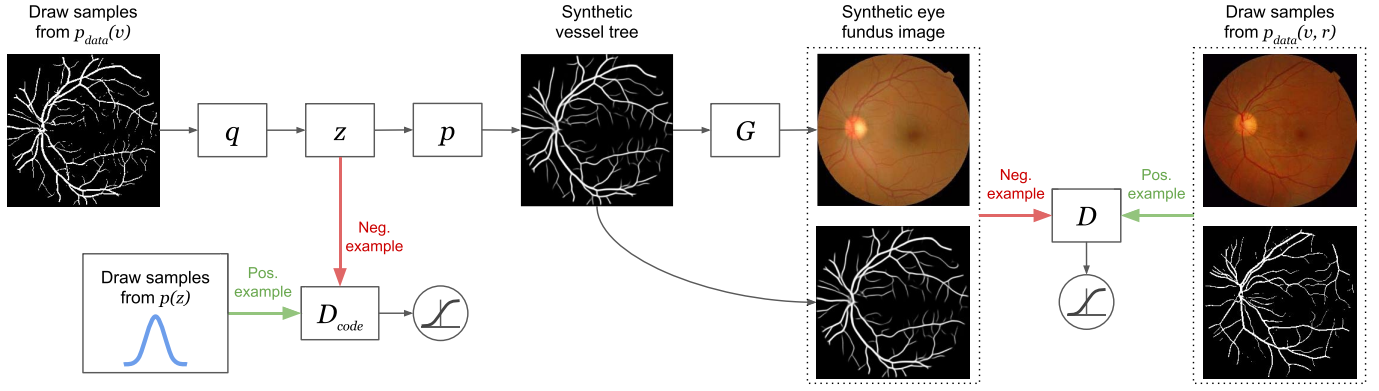 Draw samples
from p_data(v)
Synthetic
vessel tree
Synthetic eye
fundus image
Draw samples
from p_data(v, r)
q
z
p
G
Neg.
example
Pos.
example
D
Neg.
example
Draw samples
from p(z)
Pos.
example
D_code